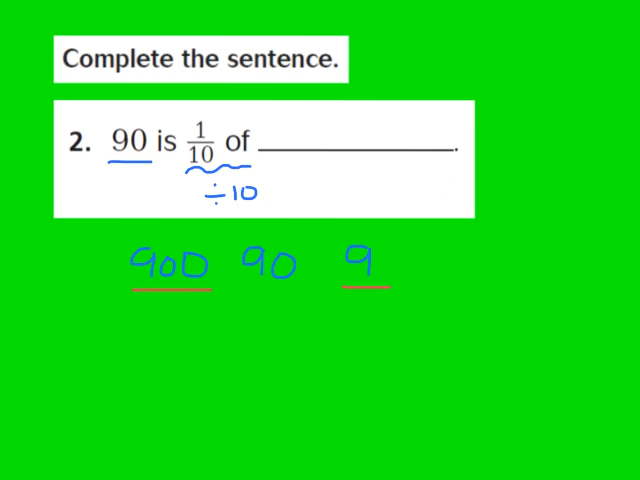 Complete the sentence.
2. 90 is 1/10 of ____________.
÷10
900 90 9